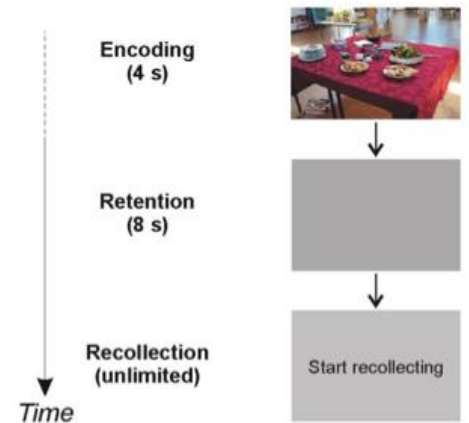 Encoding
(4 s)
Retention
(8 s)
Recollection
(unlimited)
Start recollecting
Time